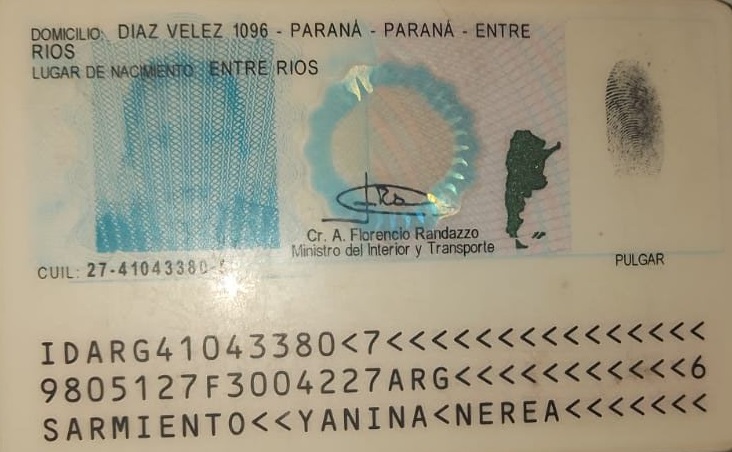 DOMICILIO: DIAZ VELEZ 1096 - PARANÁ - PARANÁ - ENTRE
RIOS
LUGAR DE NACIMIENTO ENTRE RIOS
Cr. A. Florencio Randazzo
Ministro del Interior y Transporte
PULGAR
CUIL: 27-41043380-
IDARG41043380<7<<<<<<<<<<<<<<<
9805127F3004227ARG<<<<<<<<<<<6
SARMIENTO<<YANINA<NEREA<<<<<<<